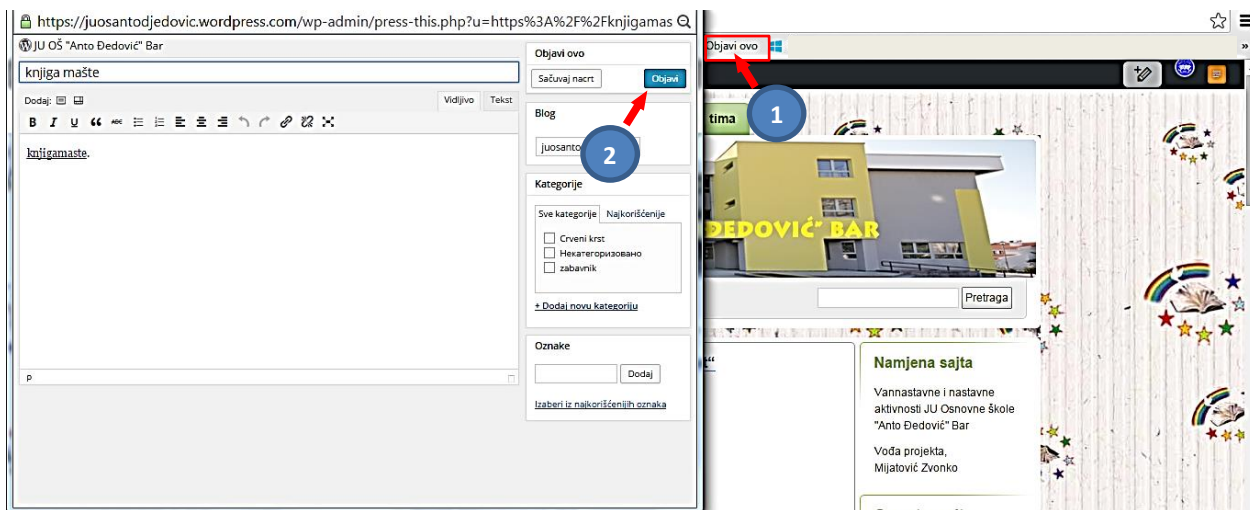 https://juosantodjedovic.wordpress.com/wp-admin/press-this.php?u=https%3A%2F%2Fknjigamas
JU OŠ "Anto Đedović" Bar
knjiga mašte
Dodaj:
Vidljivo Tekst
B I U ABC
knjigamaste.
P
Objavi ovo
Sačuvaj nacrt Objavi
2
Blog
juosanto
Kategorije
Sve kategorije Najkorišćenije
Crveni krst
Некатегоризовано
zabavnik
+ Dodaj novu kategoriju
Oznake
Dodaj
Izaberi iz najkorišćenijih oznaka
Objavi ovo
»
1
tima
ĐEDOVIĆ" BAR
Pretraga
t“
Namjena sajta
Vannastavne i nastavne
aktivnosti JU Osnovne škole
"Anto Đedović" Bar
Vođa projekta,
Mijatović Zvonko